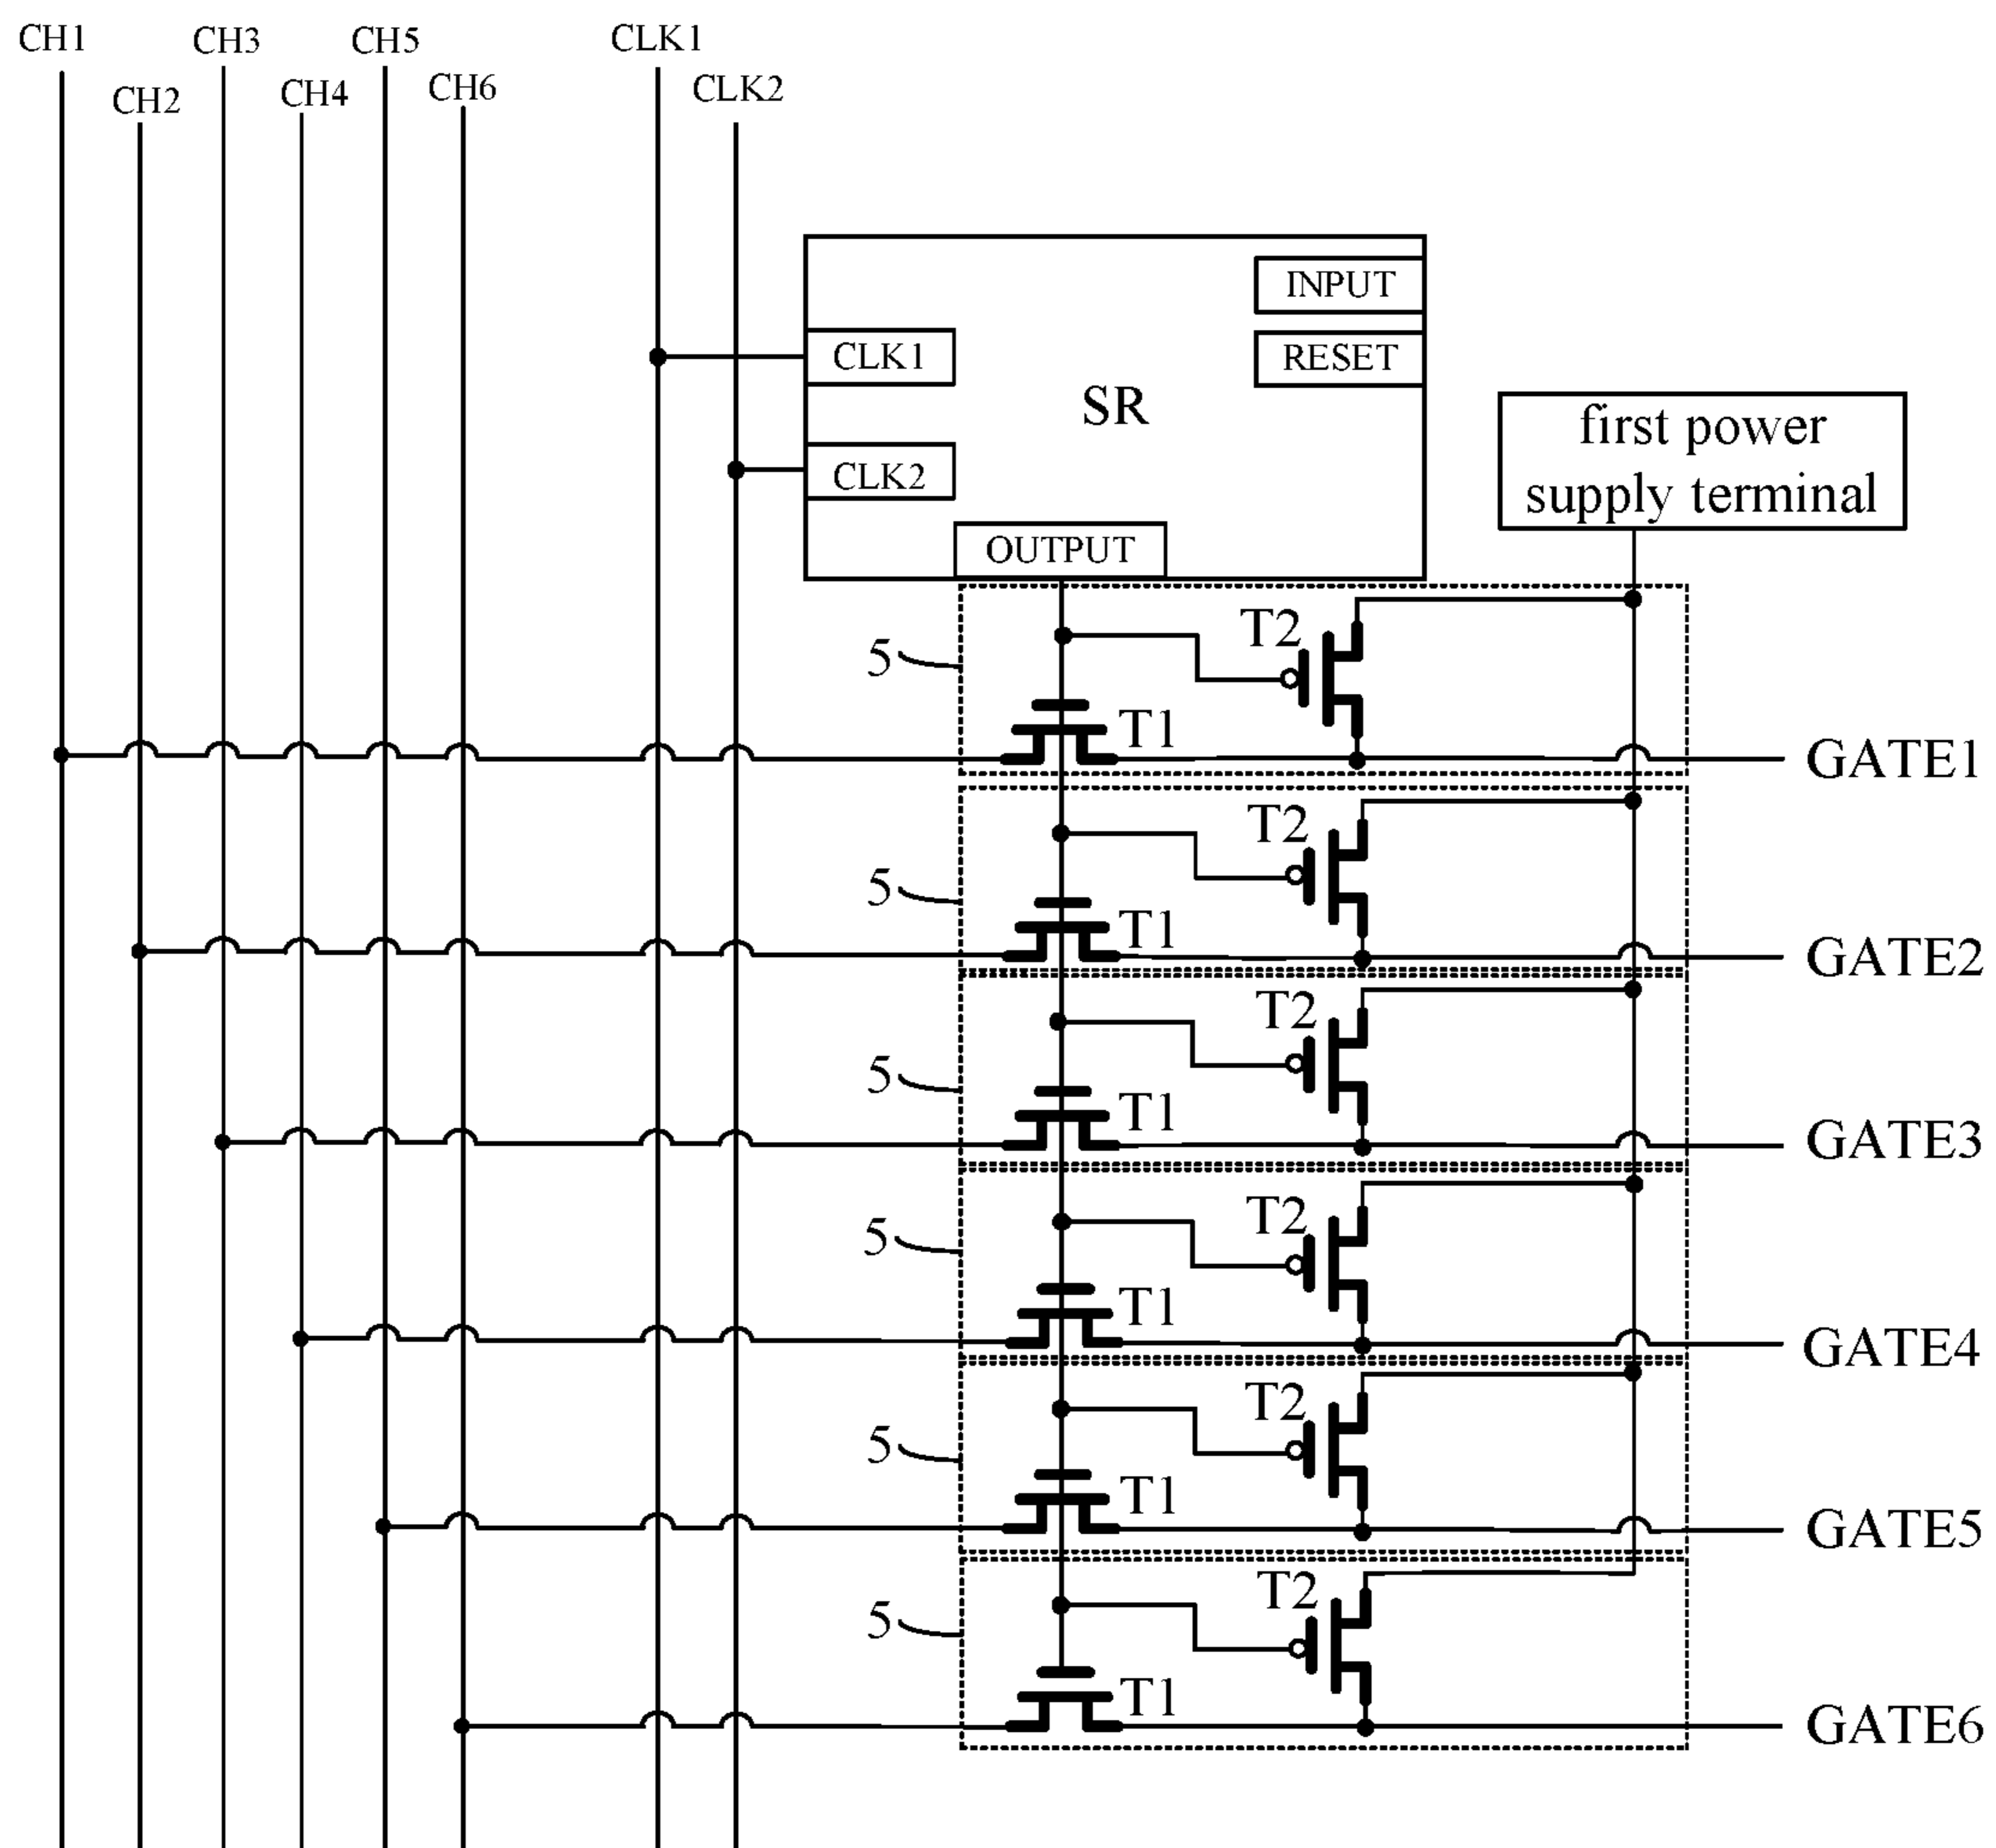 CH1
CH3
CH5
CLK1
CH2
CH4
CH6
CLK2
INPUT
CLK1
RESET
SR
CLK2
OUTPUT
first power
supply terminal
5
T2
T1
GATE1
5
T2
T1
GATE2
5
T2
T1
GATE3
5
T2
T1
GATE4
5
T2
T1
GATE5
5
T2
T1
GATE6